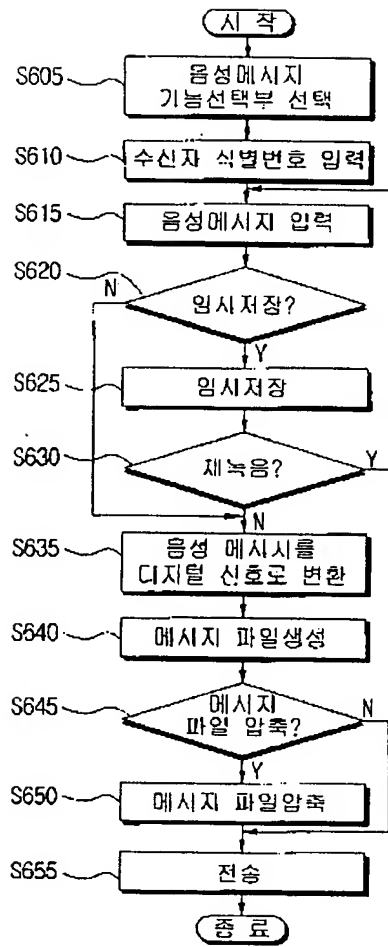 시 작
S605
음성메시지
기능선택부 선택
S610
수신자 식별번호 입력
S615
음성메시지 입력
S620
N
임시저장?
Y
S625
임시저장
S630
재녹음?
Y
N
S635
음성 메시지를
디지털 신호로 변환
S640
메시지 파일생성
S645
메시지
파일 압축?
N
Y
S650
메시지 파일압축
S655
전송
종 료